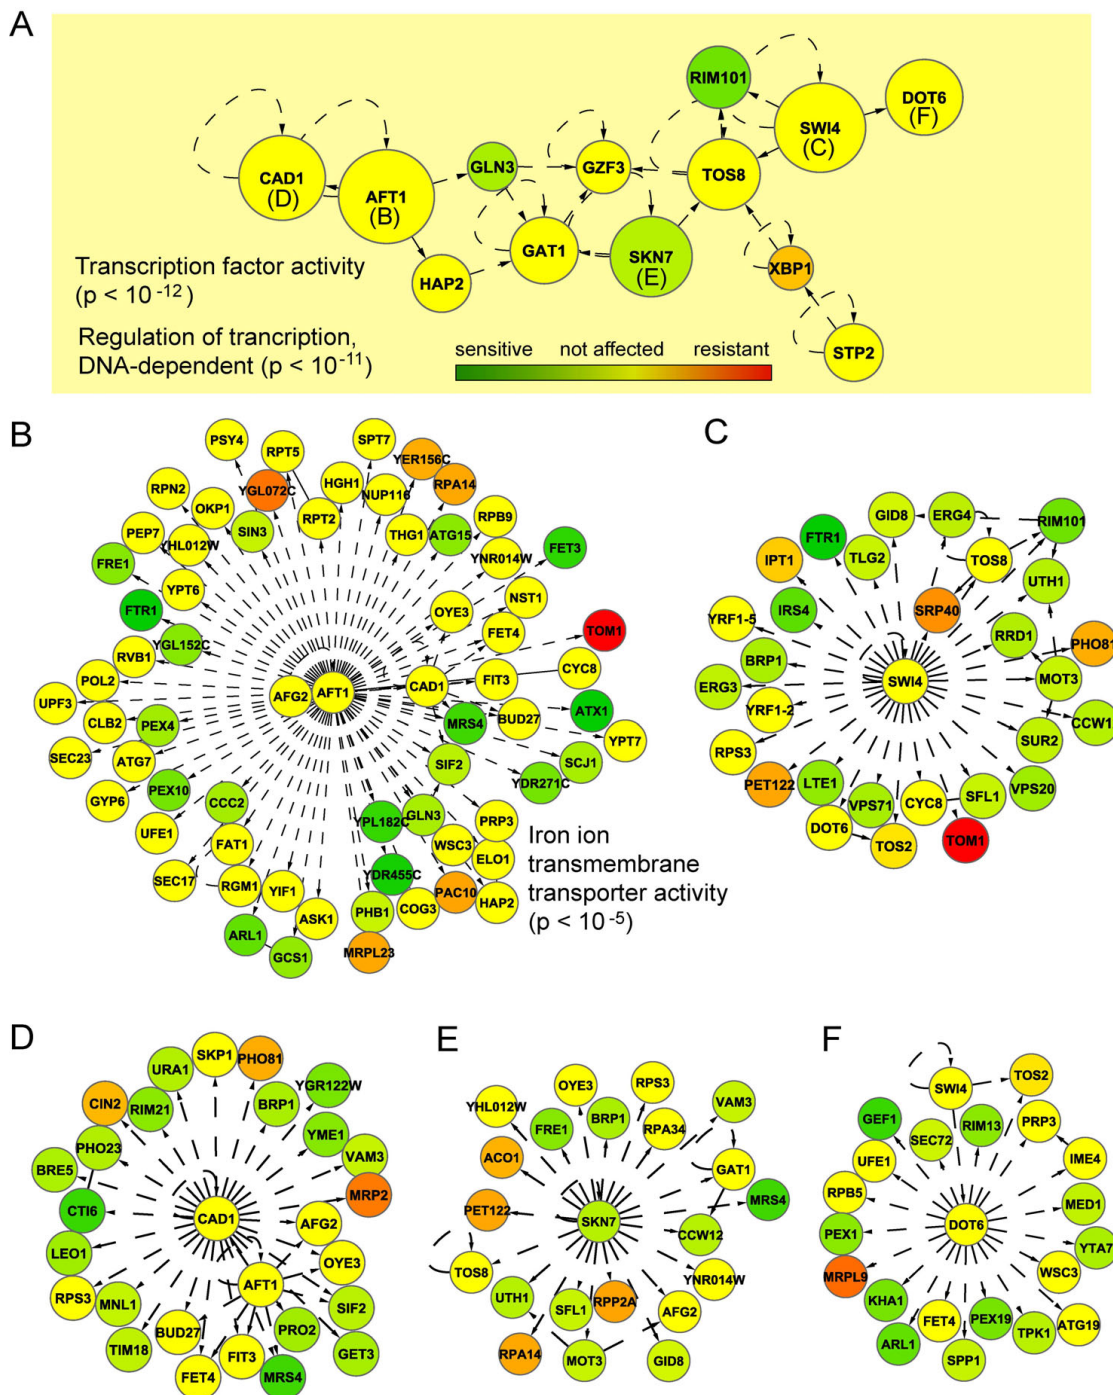 A
RIM101
DOT6
(F)
SWI4
(C)
CAD1
(D)
AFT1
(B)
GLN3
GZF3
TOS8
GAT1
SKN7
(E)
HAP2
XBP1
STP2
Transcription factor activity
(p < 10 -12)
Regulation of trancription,
DNA-dependent (p < 10-11)
sensitive not affected resistant
B
PSY4
RPT5
SPT7
YER156C
RPA14
YGL072C
HGH1
NUP116
RPN2
OKP1
SIN3
RPT2
THG1
ATG15
RPB9
PEP7
YHL012W
YNR014W
FET3
FRE1
YPT6
NST1
FTR1
OYE3
YGL152C
FET4
TOM1
RVB1
CYC8
POL2
AFG2
AFT1
CAD1
FIT3
UPF3
CLB2
PEX4
MRS4
BUD27
ATX1
SEC23
ATG7
YPT7
SIF2
SCJ1
GYP6
PEX10
CCC2
YDR271C
UFE1
FAT1
YPL182C
GLN3
PRP3
WSC3
ELO1
SEC17
RGM1
YIF1
YDR455C
PAC10
HAP2
ASK1
PHB1
COG3
ARL1
GCS1
MRPL23
Iron ion
transmembrane
transporter activity
(p < 10 -5)
C
GID8
ERG4
RIM101
FTR1
TLG2
TOS8
IPT1
UTH1
IRS4
SRP40
YRF1-5
RRD1
PHO81
BRP1
SWI4
MOT3
ERG3
YRF1-2
CCW12
RPS3
SUR2
PET122
LTE1
VPS71
CYC8
SFL1
VPS20
DOT6
TOS2
TOM1
D
SKP1
PHO81
URA1
YGR122W
CIN2
RIM21
BRP1
YME1
PHO23
VAM3
BRE5
MRP2
CTI6
CAD1
AFG2
LEO1
OYE3
AFT1
RPS3
MNL1
SIF2
BUD27
PRO2
TIM18
FIT3
GET3
FET4
MRS4
E
OYE3
RPS3
YHL012W
VAM3
FRE1
BRP1
RPA34
ACO1
GAT1
MRS4
PET122
SKN7
CCW12
TOS8
YNR014W
UTH1
SFL1
RPP2A
AFG2
RPA14
MOT3
GID8
F
SWI4
TOS2
GEF1
SEC72
RIM13
PRP3
UFE1
IME4
RPB5
MED1
DOT6
PEX1
YTA7
MRPL9
WSC3
KHA1
FET4
PEX19
TPK1
ATG19
ARL1
SPP1